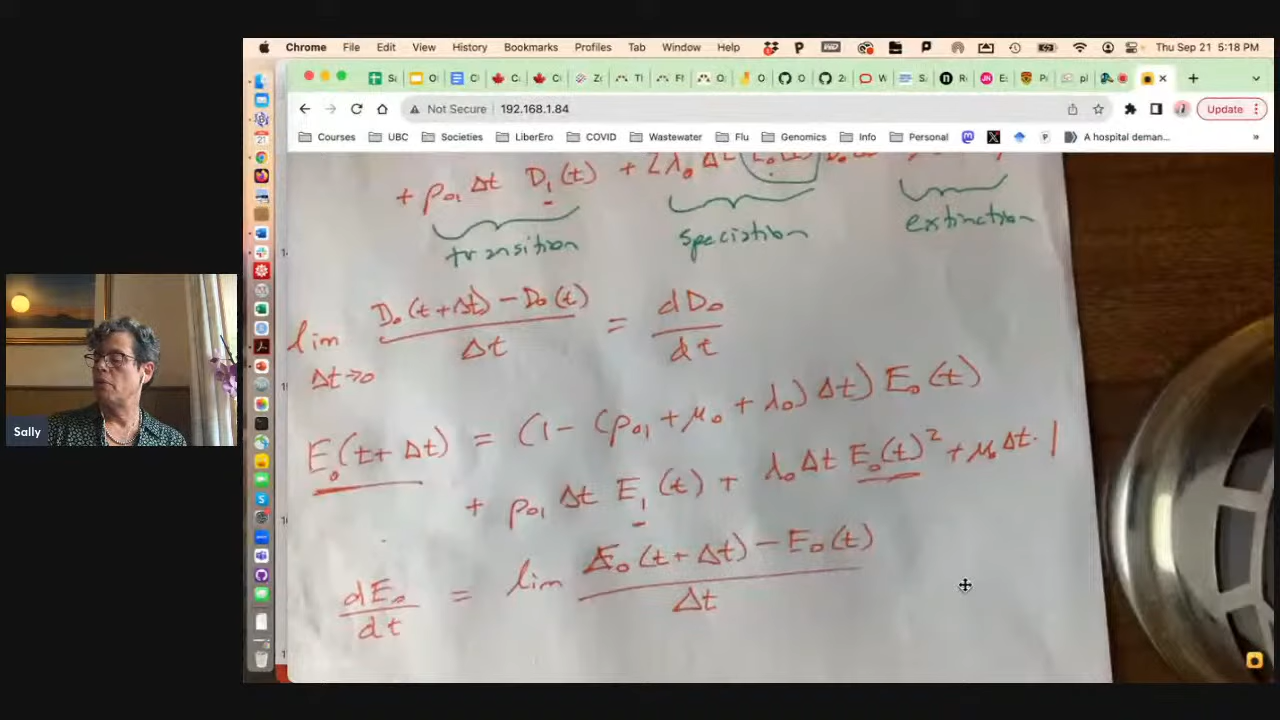 Chrome File Edit View History Bookmarks Profiles Tab Window Help Thu Sep 21 5:18 PM
Not Secure 192.168.1.84 Update
Courses UBC Societies LiberEro COVID Wastewater Flu Genomics Info Personal A hospital deman...
+ ρ₀₁ Δt D₁(t) +
transition speciation extinction
lim Δt→0 (D₀(t+Δt) − D₀(t)) / Δt = dD₀/dt
E₀(t+Δt) = (1 − (ρ₀₁ + μ₀ + λ₀) Δt) E₀(t)
+ ρ₀₁ Δt E₁(t) + λ₀ Δt E₀(t)² + μ₀ Δt · 1
dE₀/dt = lim (E₀(t+Δt) − E₀(t)) / Δt
Sally